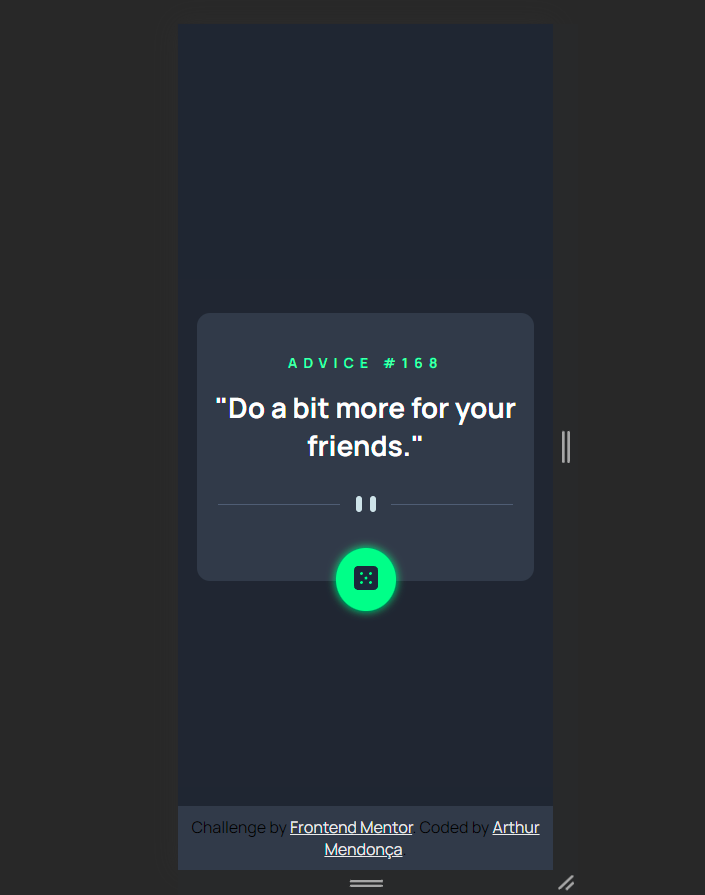 ADVICE #168
"Do a bit more for your
friends."
Challenge by Frontend Mentor. Coded by Arthur
Mendonça